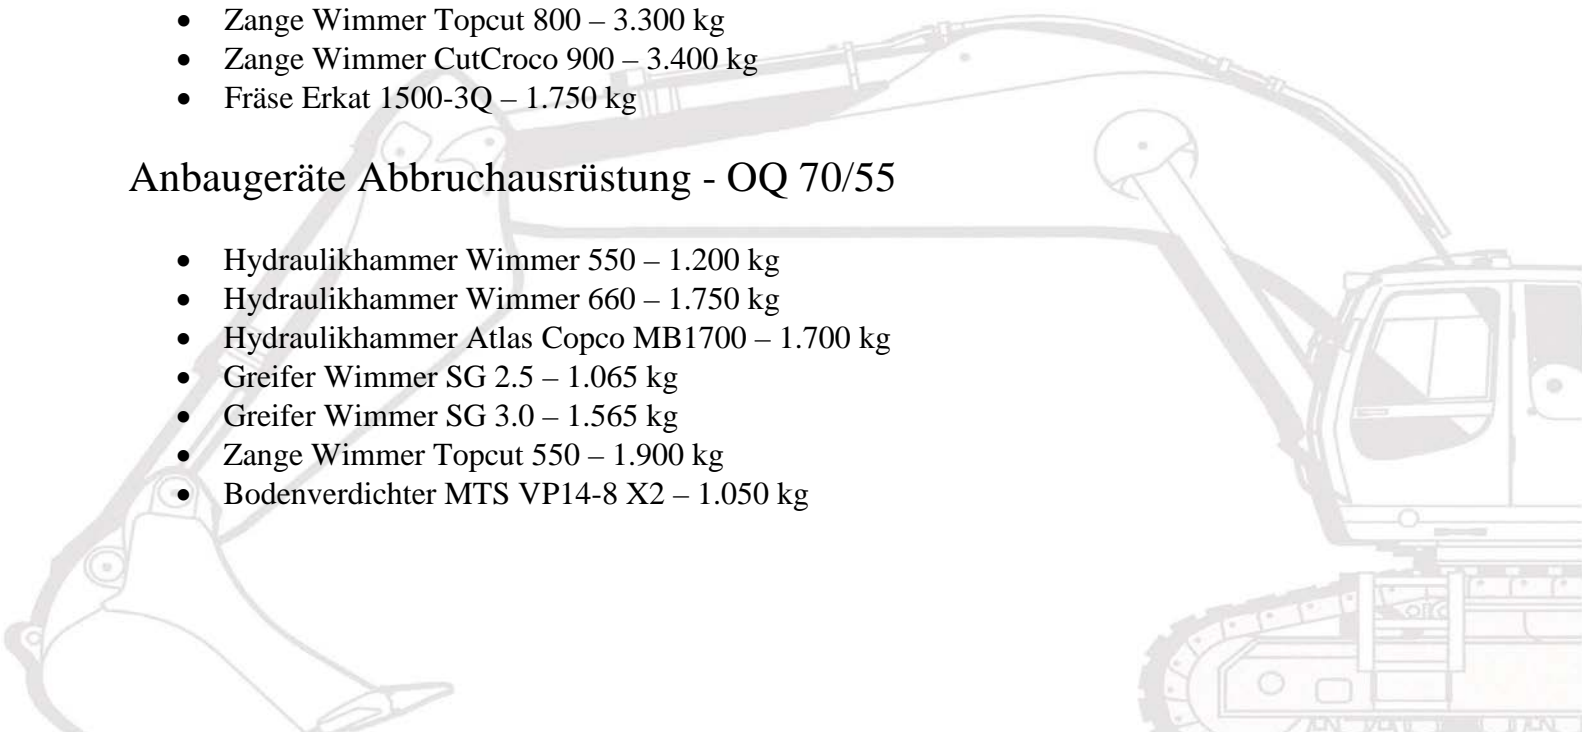 • Zange Wimmer Topcut 800 – 3.300 kg
• Zange Wimmer CutCroco 900 – 3.400 kg
• Fräse Erkat 1500-3Q – 1.750 kg
Anbaugeräte Abbruchausrüstung - OQ 70/55
• Hydraulikhammer Wimmer 550 – 1.200 kg
• Hydraulikhammer Wimmer 660 – 1.750 kg
• Hydraulikhammer Atlas Copco MB1700 – 1.700 kg
• Greifer Wimmer SG 2.5 – 1.065 kg
• Greifer Wimmer SG 3.0 – 1.565 kg
• Zange Wimmer Topcut 550 – 1.900 kg
• Bodenverdichter MTS VP14-8 X2 – 1.050 kg